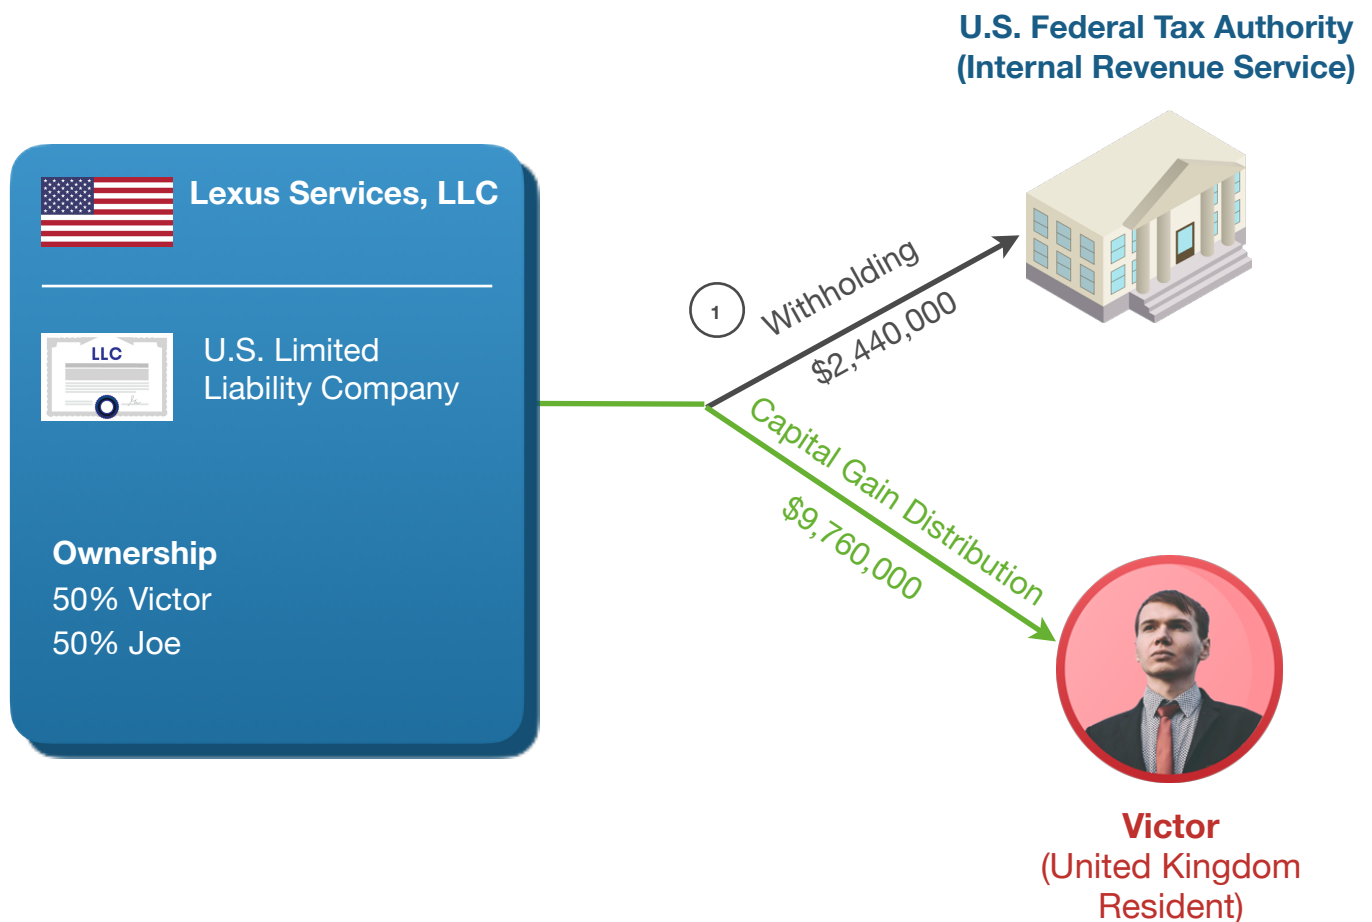 U.S. Federal Tax Authority
(Internal Revenue Service)
Lexus Services, LLC
LLC
U.S. Limited
Liability Company
Ownership
50% Victor
50% Joe
1
Withholding
$2,440,000
Capital Gain Distribution
$9,760,000
Victor
(United Kingdom
Resident)